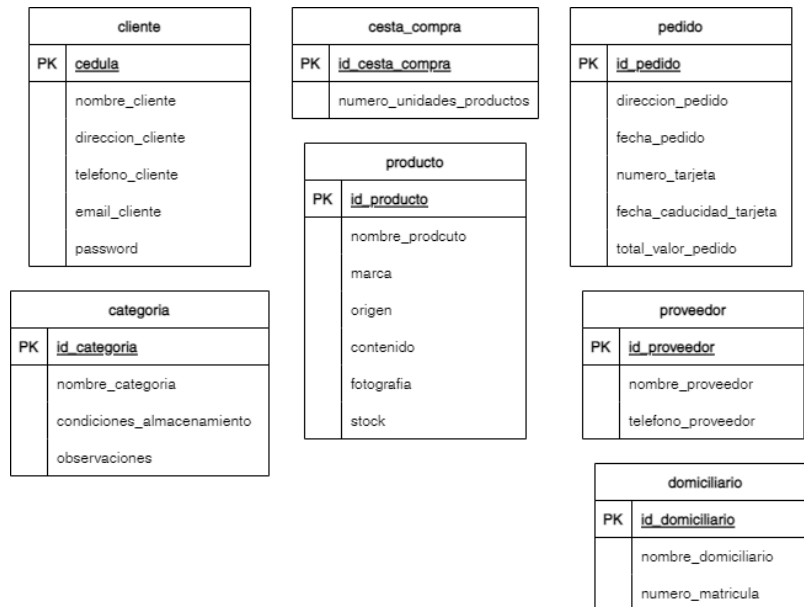 cliente
PK cedula
nombre_cliente
direccion_cliente
telefono_cliente
email_cliente
password
cesta_compra
PK id_cesta_compra
numero_unidades_productos
pedido
PK id_pedido
direccion_pedido
fecha_pedido
numero_tarjeta
fecha_caducidad_tarjeta
total_valor_pedido
producto
PK id_producto
nombre_prodcuto
marca
origen
contenido
fotografia
stock
categoria
PK id_categoria
nombre_categoria
condiciones_almacenamiento
observaciones
proveedor
PK id_proveedor
nombre_proveedor
telefono_proveedor
domiciliario
PK id_domiciliario
nombre_domiciliario
numero_matricula